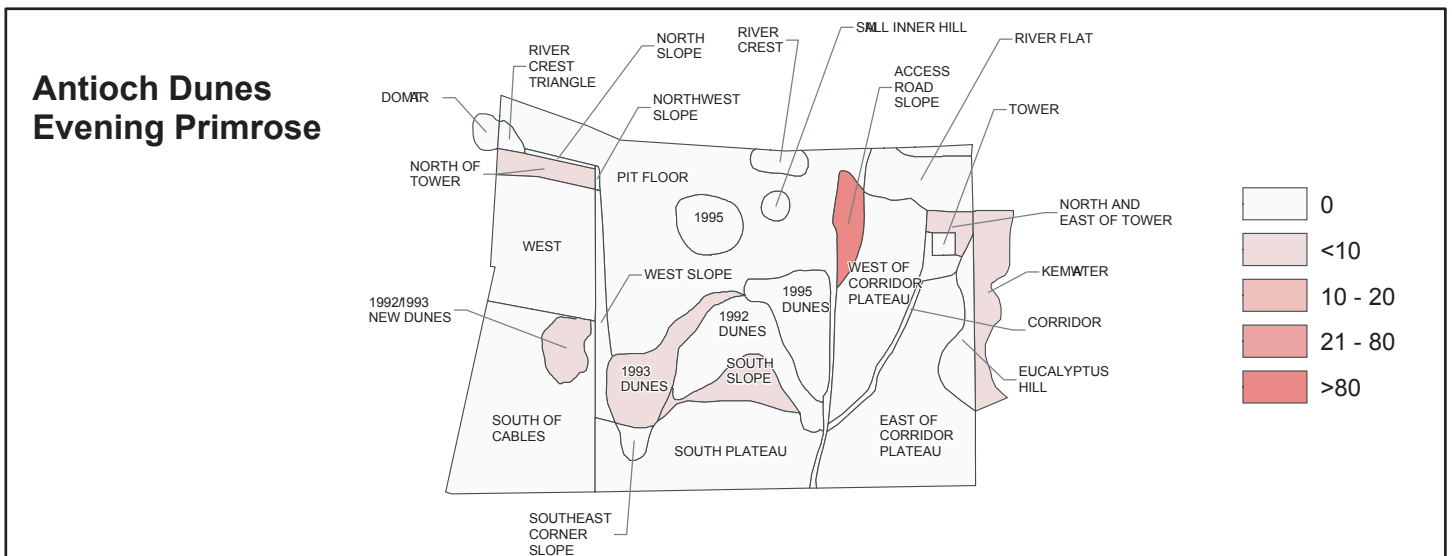 Antioch Dunes
Evening Primrose
DOMTAR
RIVER
CREST
TRIANGLE
NORTH
SLOPE
NORTHWEST
SLOPE
RIVER
CREST
SMALL INNER HILL
ACCESS
ROAD
SLOPE
RIVER FLAT
TOWER
NORTH OF
TOWER
PIT FLOOR
1995
NORTH AND
EAST OF TOWER
WEST
WEST SLOPE
1995
DUNES
WEST OF
CORRIDOR
PLATEAU
KEMWATER
1992/1993
NEW DUNES
1992
DUNES
CORRIDOR
1993
DUNES
SOUTH
SLOPE
EUCALYPTUS
HILL
SOUTH OF
CABLES
SOUTH PLATEAU
EAST OF
CORRIDOR
PLATEAU
SOUTHEAST
CORNER
SLOPE
0
<10
10 - 20
21 - 80
>80